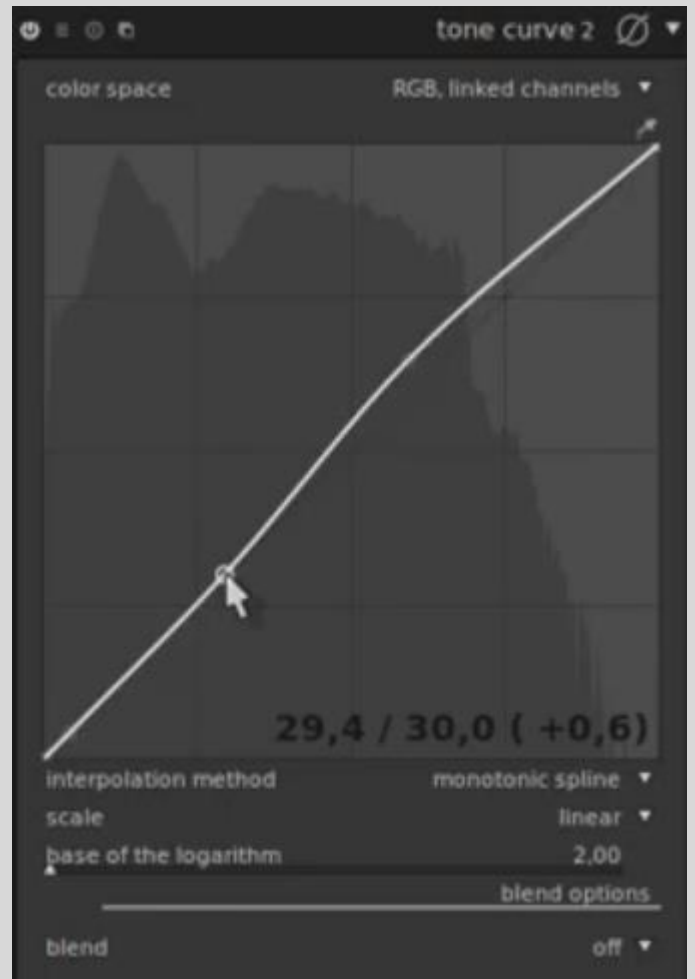 tone curve 2
color space RGB, linked channels
29,4 / 30,0 ( +0,6)
interpolation method monotonic spline
scale linear
base of the logarithm 2,00
blend options
blend off